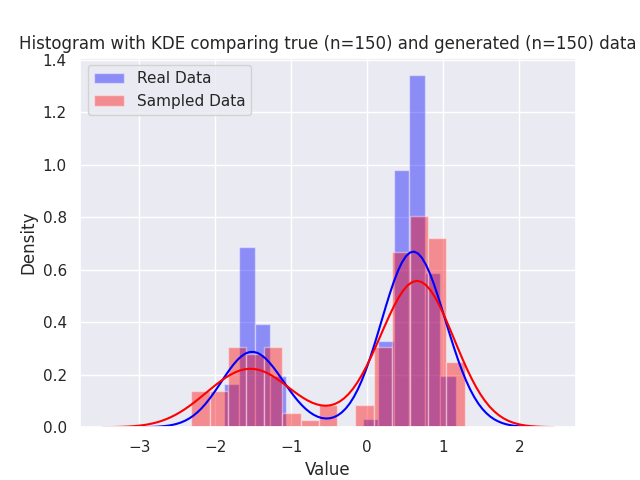 Histogram with KDE comparing true (n=150) and generated (n=150) data
Real Data
Sampled Data
1.4
1.2
1.0
0.8
0.6
0.4
0.2
0.0
Density
−3
−2
−1
0
1
2
Value